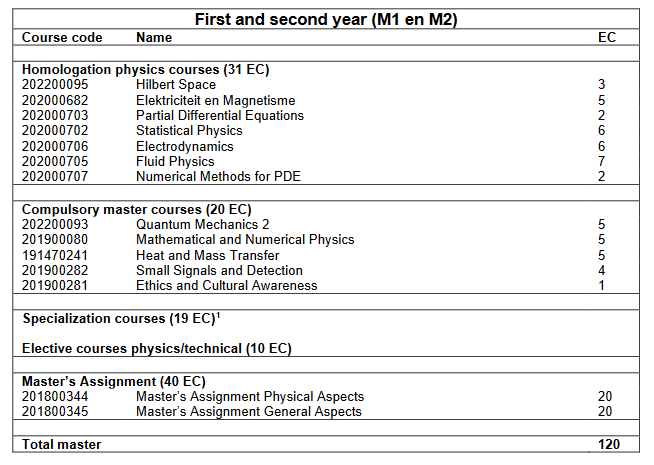 First and second year (M1 en M2)
Course code Name EC
Homologation physics courses (31 EC)
202200095 Hilbert Space 3
202000682 Elektriciteit en Magnetisme 5
202000703 Partial Differential Equations 2
202000702 Statistical Physics 6
202000706 Electrodynamics 6
202000705 Fluid Physics 7
202000707 Numerical Methods for PDE 2
Compulsory master courses (20 EC)
202200093 Quantum Mechanics 2 5
201900080 Mathematical and Numerical Physics 5
191470241 Heat and Mass Transfer 5
201900282 Small Signals and Detection 4
201900281 Ethics and Cultural Awareness 1
Specialization courses (19 EC)¹
Elective courses physics/technical (10 EC)
Master's Assignment (40 EC)
201800344 Master's Assignment Physical Aspects 20
201800345 Master's Assignment General Aspects 20
Total master 120